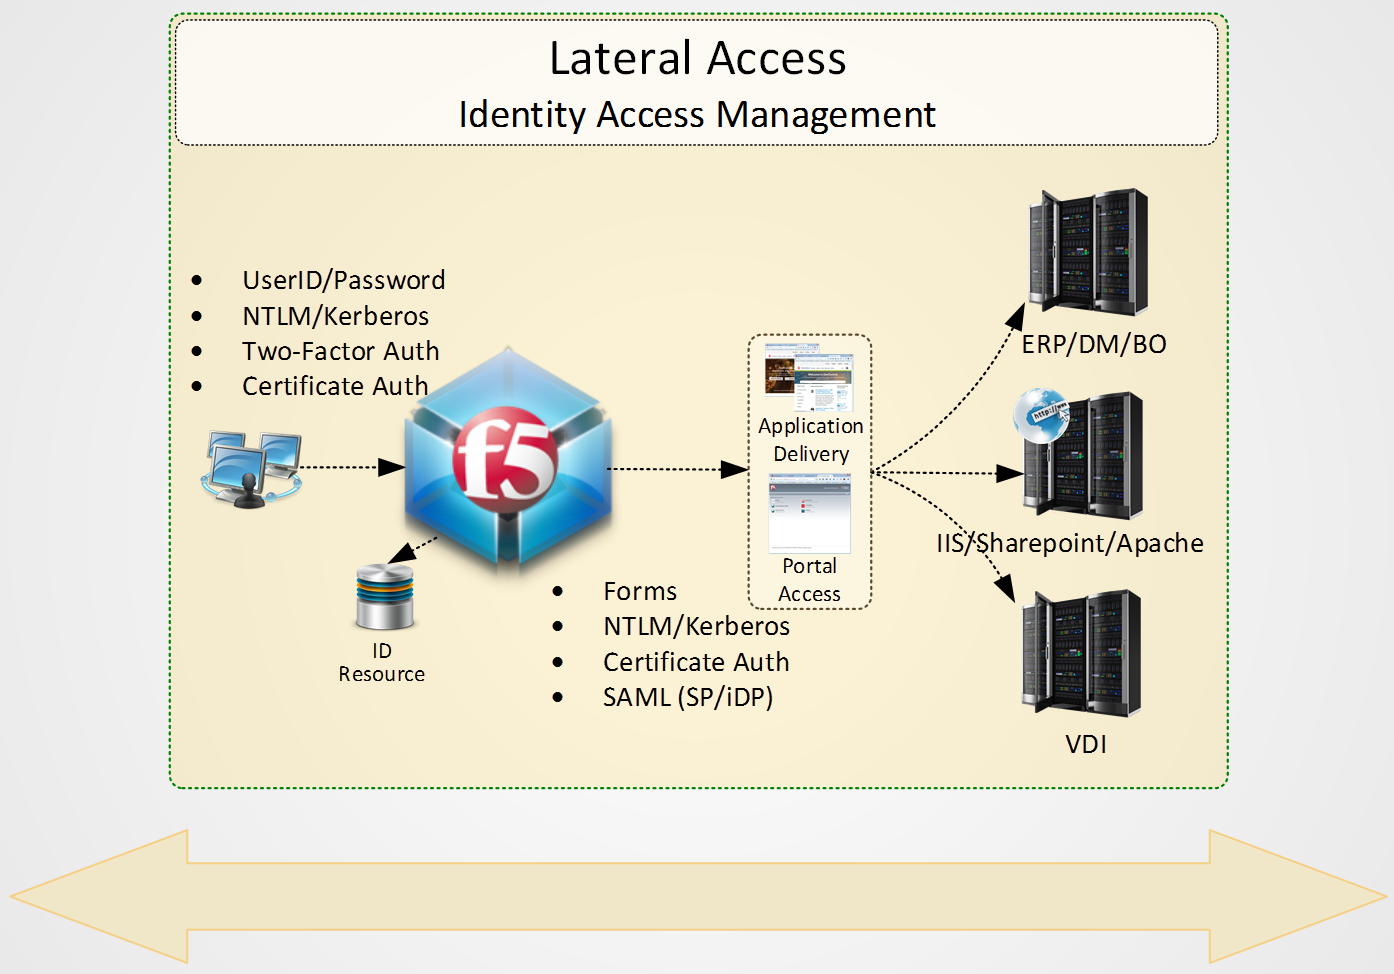 Lateral Access
Identity Access Management
• UserID/Password
• NTLM/Kerberos
• Two-Factor Auth
• Certificate Auth
f5
ID
Resource
• Forms
• NTLM/Kerberos
• Certificate Auth
• SAML (SP/iDP)
Application
Delivery
Portal
Access
ERP/DM/BO
http://
IIS/Sharepoint/Apache
VDI